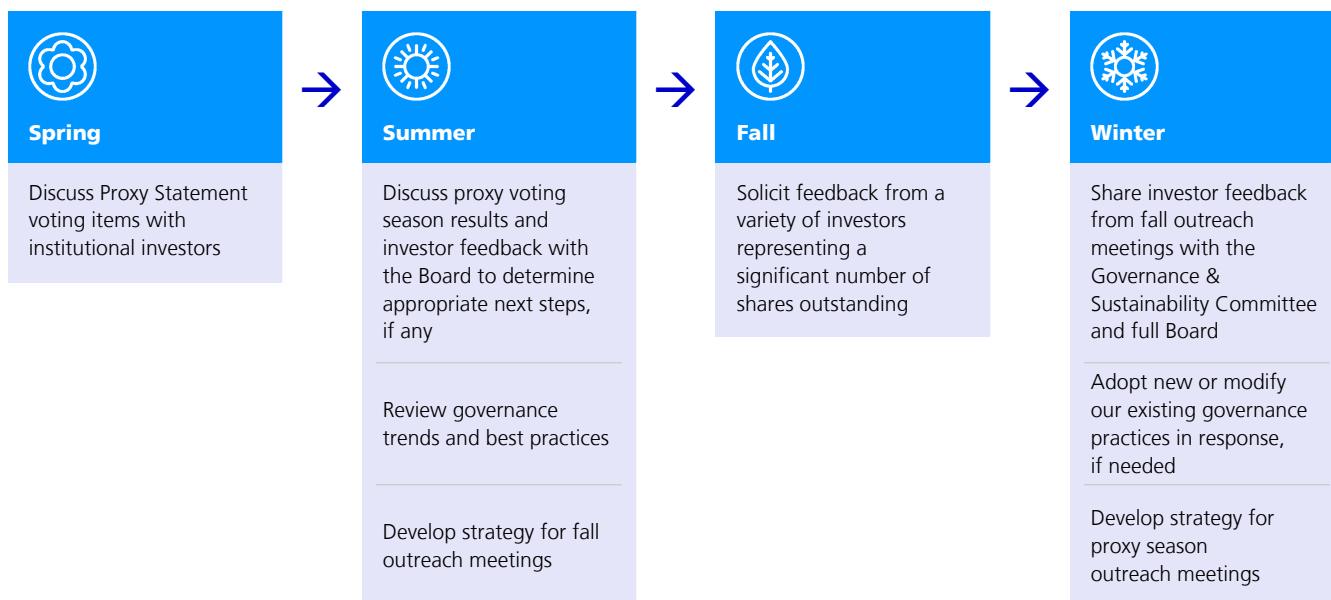 Spring
Discuss Proxy Statement
voting items with
institutional investors
Summer
Discuss proxy voting
season results and
investor feedback with
the Board to determine
appropriate next steps,
if any
Review governance
trends and best practices
Develop strategy for fall
outreach meetings
Fall
Solicit feedback from a
variety of investors
representing a
significant number of
shares outstanding
Winter
Share investor feedback
from fall outreach
meetings with the
Governance &
Sustainability Committee
and full Board
Adopt new or modify
our existing governance
practices in response,
if needed
Develop strategy for
proxy season
outreach meetings